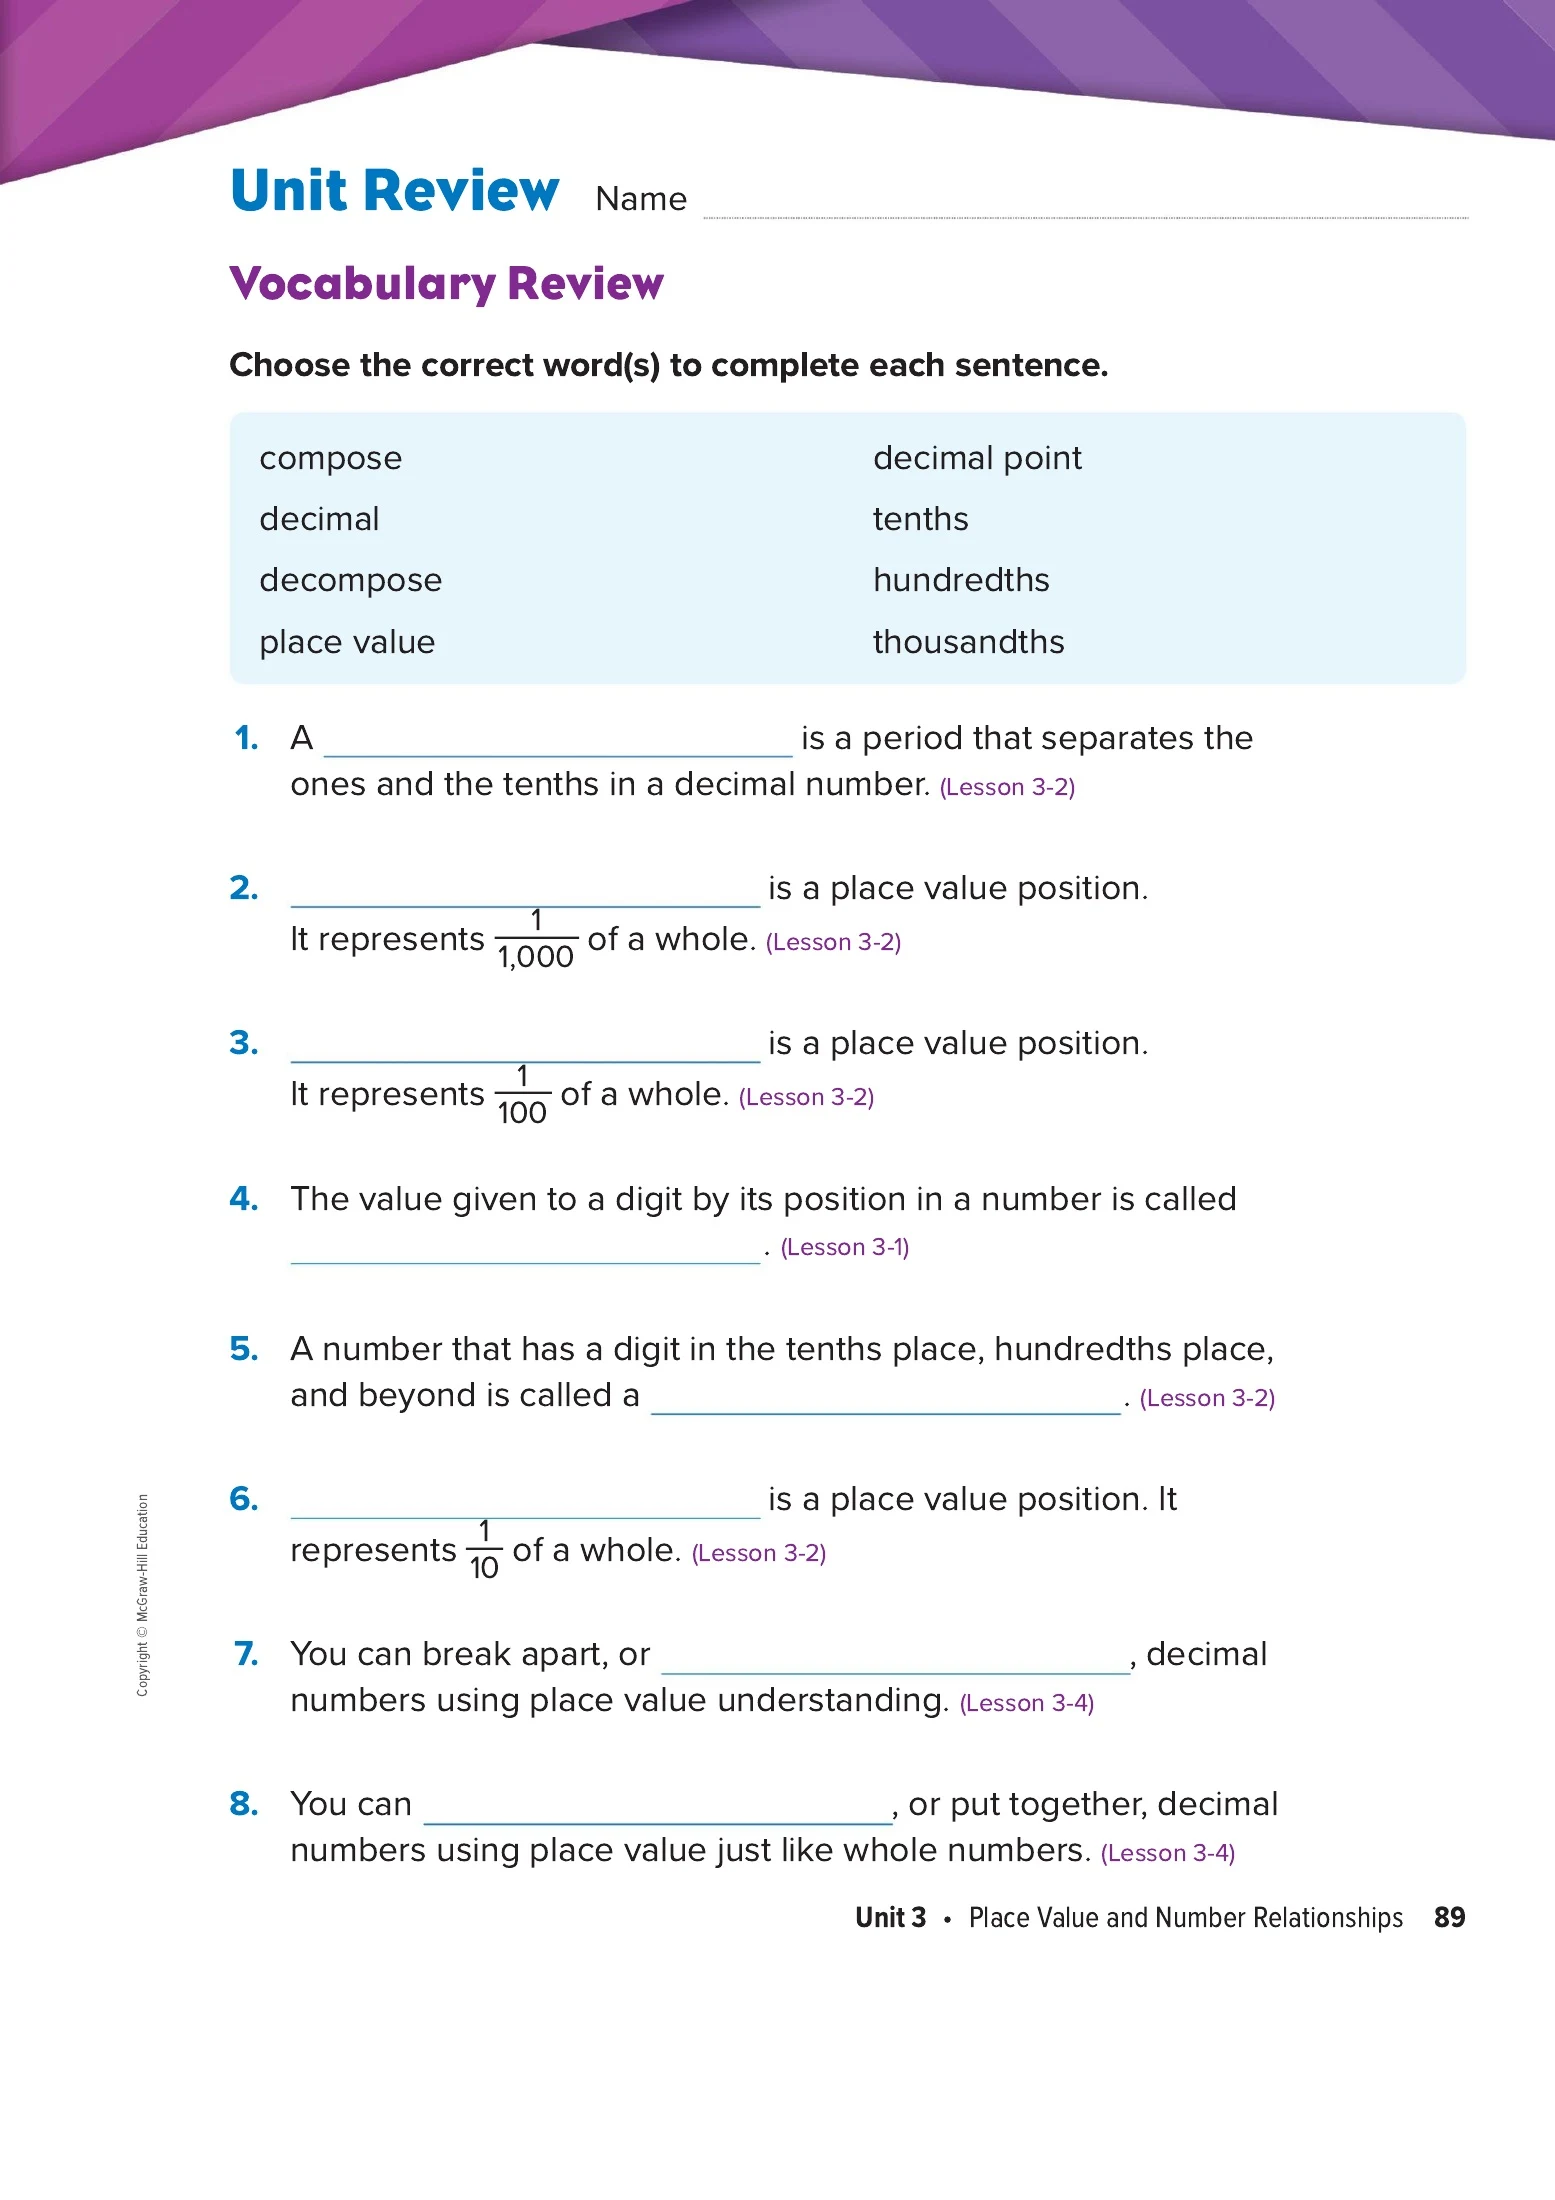 Unit Review Name
Vocabulary Review
Choose the correct word(s) to complete each sentence.
compose
decimal
decompose
place value
decimal point
tenths
hundredths
thousandths
1. A ______ is a period that separates the
ones and the tenths in a decimal number. (Lesson 3-2)
2. ______ is a place value position.
It represents 1/1,000 of a whole. (Lesson 3-2)
3. ______ is a place value position.
It represents 1/100 of a whole. (Lesson 3-2)
4. The value given to a digit by its position in a number is called
______. (Lesson 3-1)
5. A number that has a digit in the tenths place, hundredths place,
and beyond is called a ______. (Lesson 3-2)
6. ______ is a place value position. It
represents 1/10 of a whole. (Lesson 3-2)
7. You can break apart, or ______, decimal
numbers using place value understanding. (Lesson 3-4)
8. You can ______, or put together, decimal
numbers using place value just like whole numbers. (Lesson 3-4)
Copyright © McGraw-Hill Education
Unit 3 • Place Value and Number Relationships 89